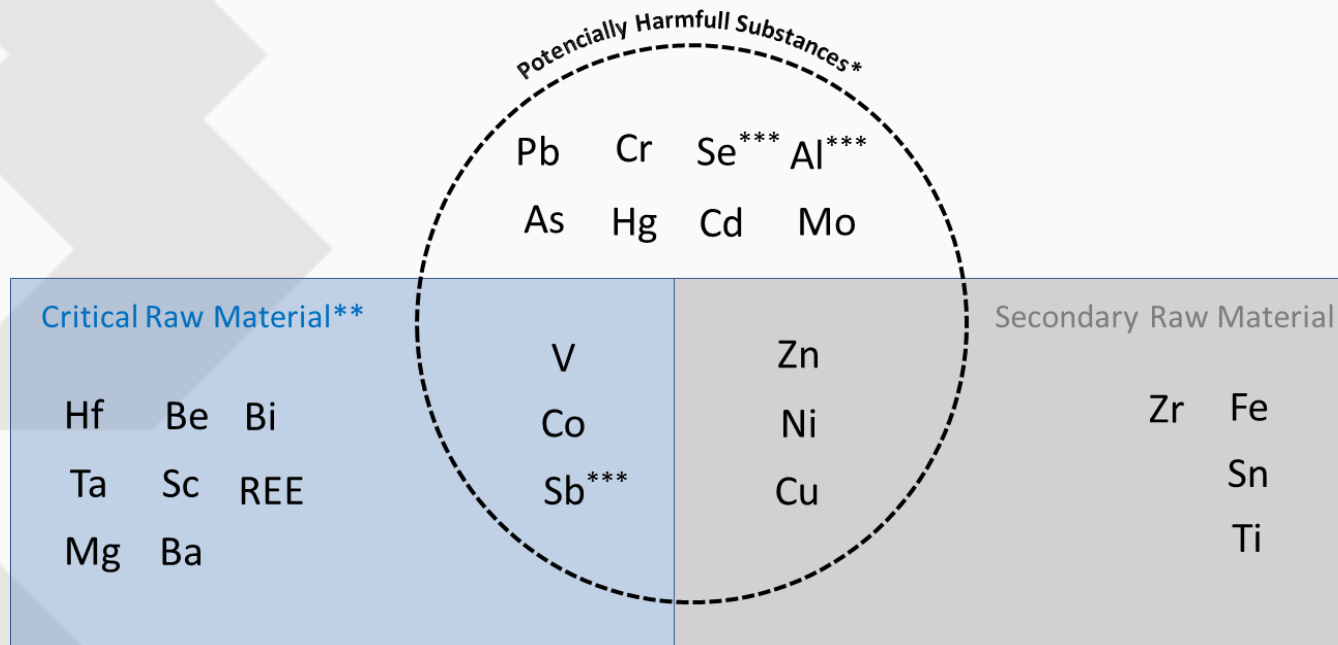 Potencially Harmfull Substances*
Pb Cr Se*** Al***
As Hg Cd Mo
Critical Raw Material**
Secondary Raw Material
V
Co
Sb***
Zn
Ni
Cu
Hf Be Bi
Ta Sc REE
Mg Ba
Zr Fe
Sn
Ti